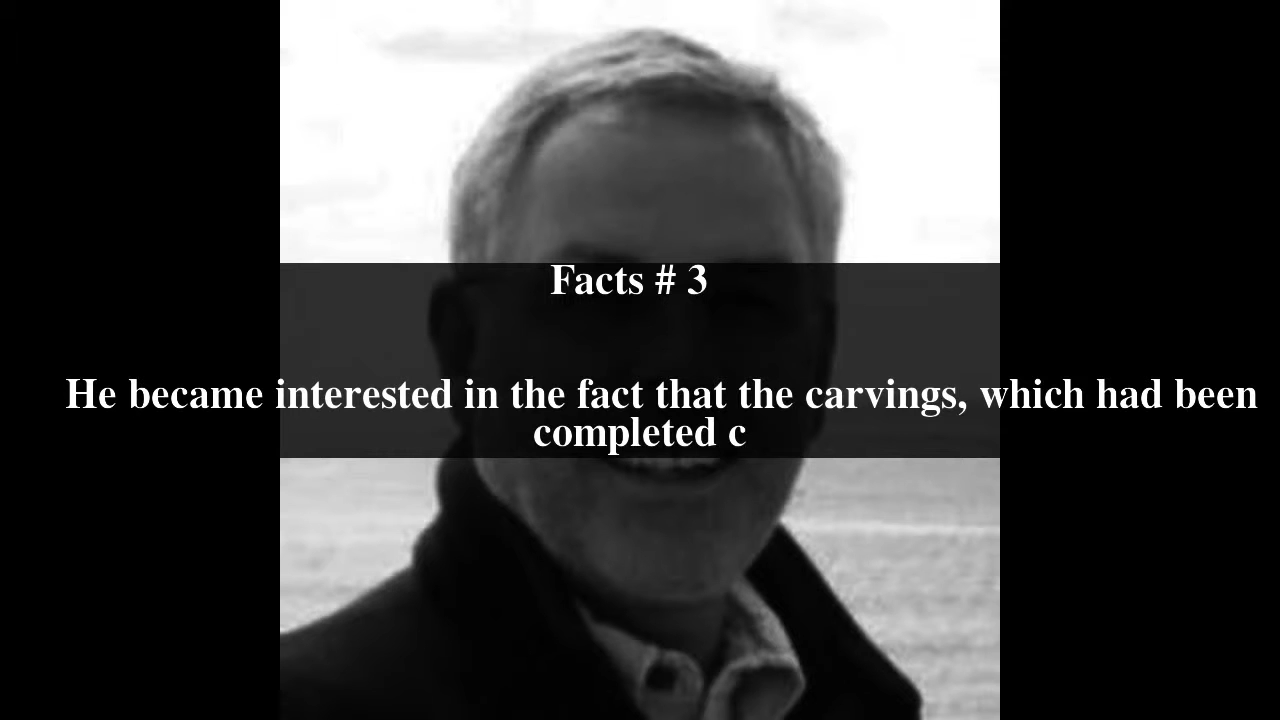 Facts # 3
He became interested in the fact that the carvings, which had been
completed c